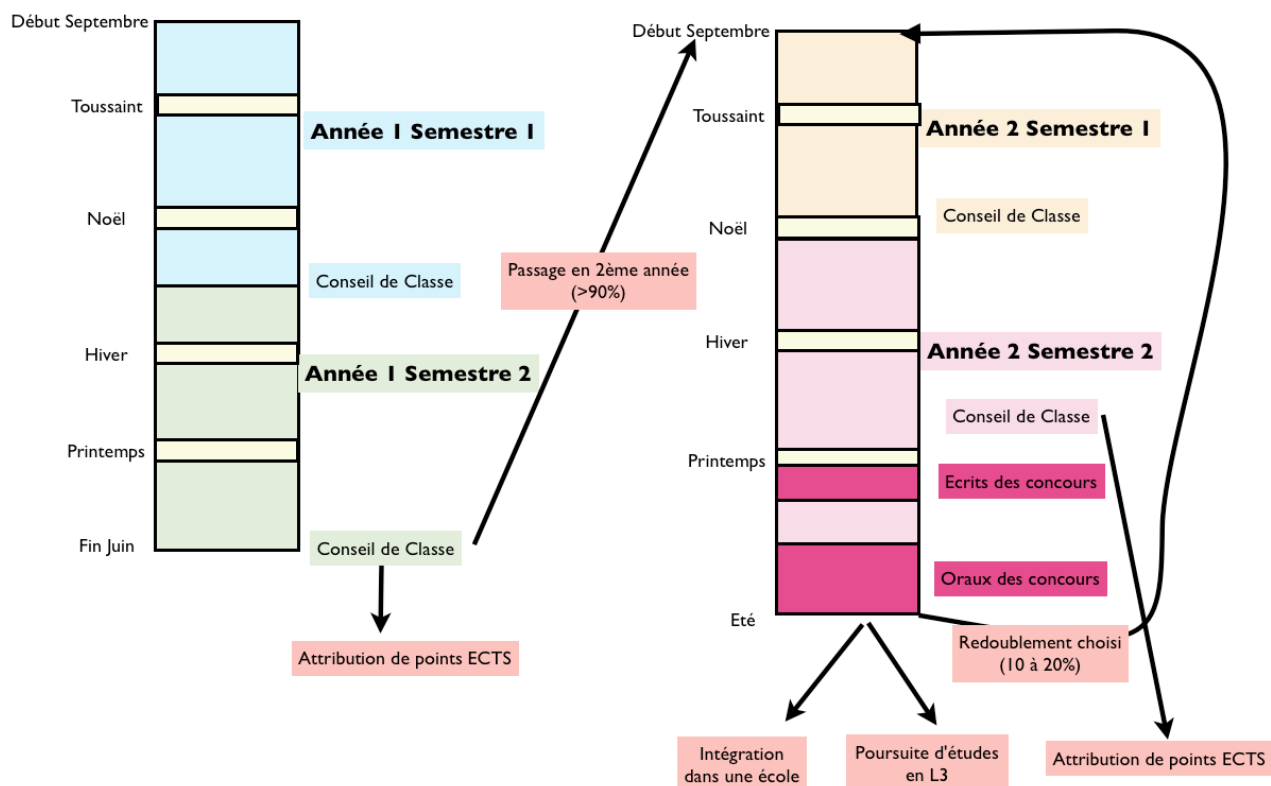 Début Septembre
Toussaint
Année 1 Semestre 1
Noël
Conseil de Classe
Hiver
Année 1 Semestre 2
Printemps
Fin Juin
Conseil de Classe
Attribution de points ECTS
Passage en 2ème année
(>90%)
Début Septembre
Toussaint
Année 2 Semestre 1
Conseil de Classe
Noël
Hiver
Année 2 Semestre 2
Conseil de Classe
Printemps
Ecrits des concours
Oraux des concours
Eté
Redoublement choisi
(10 à 20%)
Intégration
dans une école
Poursuite d'études
en L3
Attribution de points ECTS